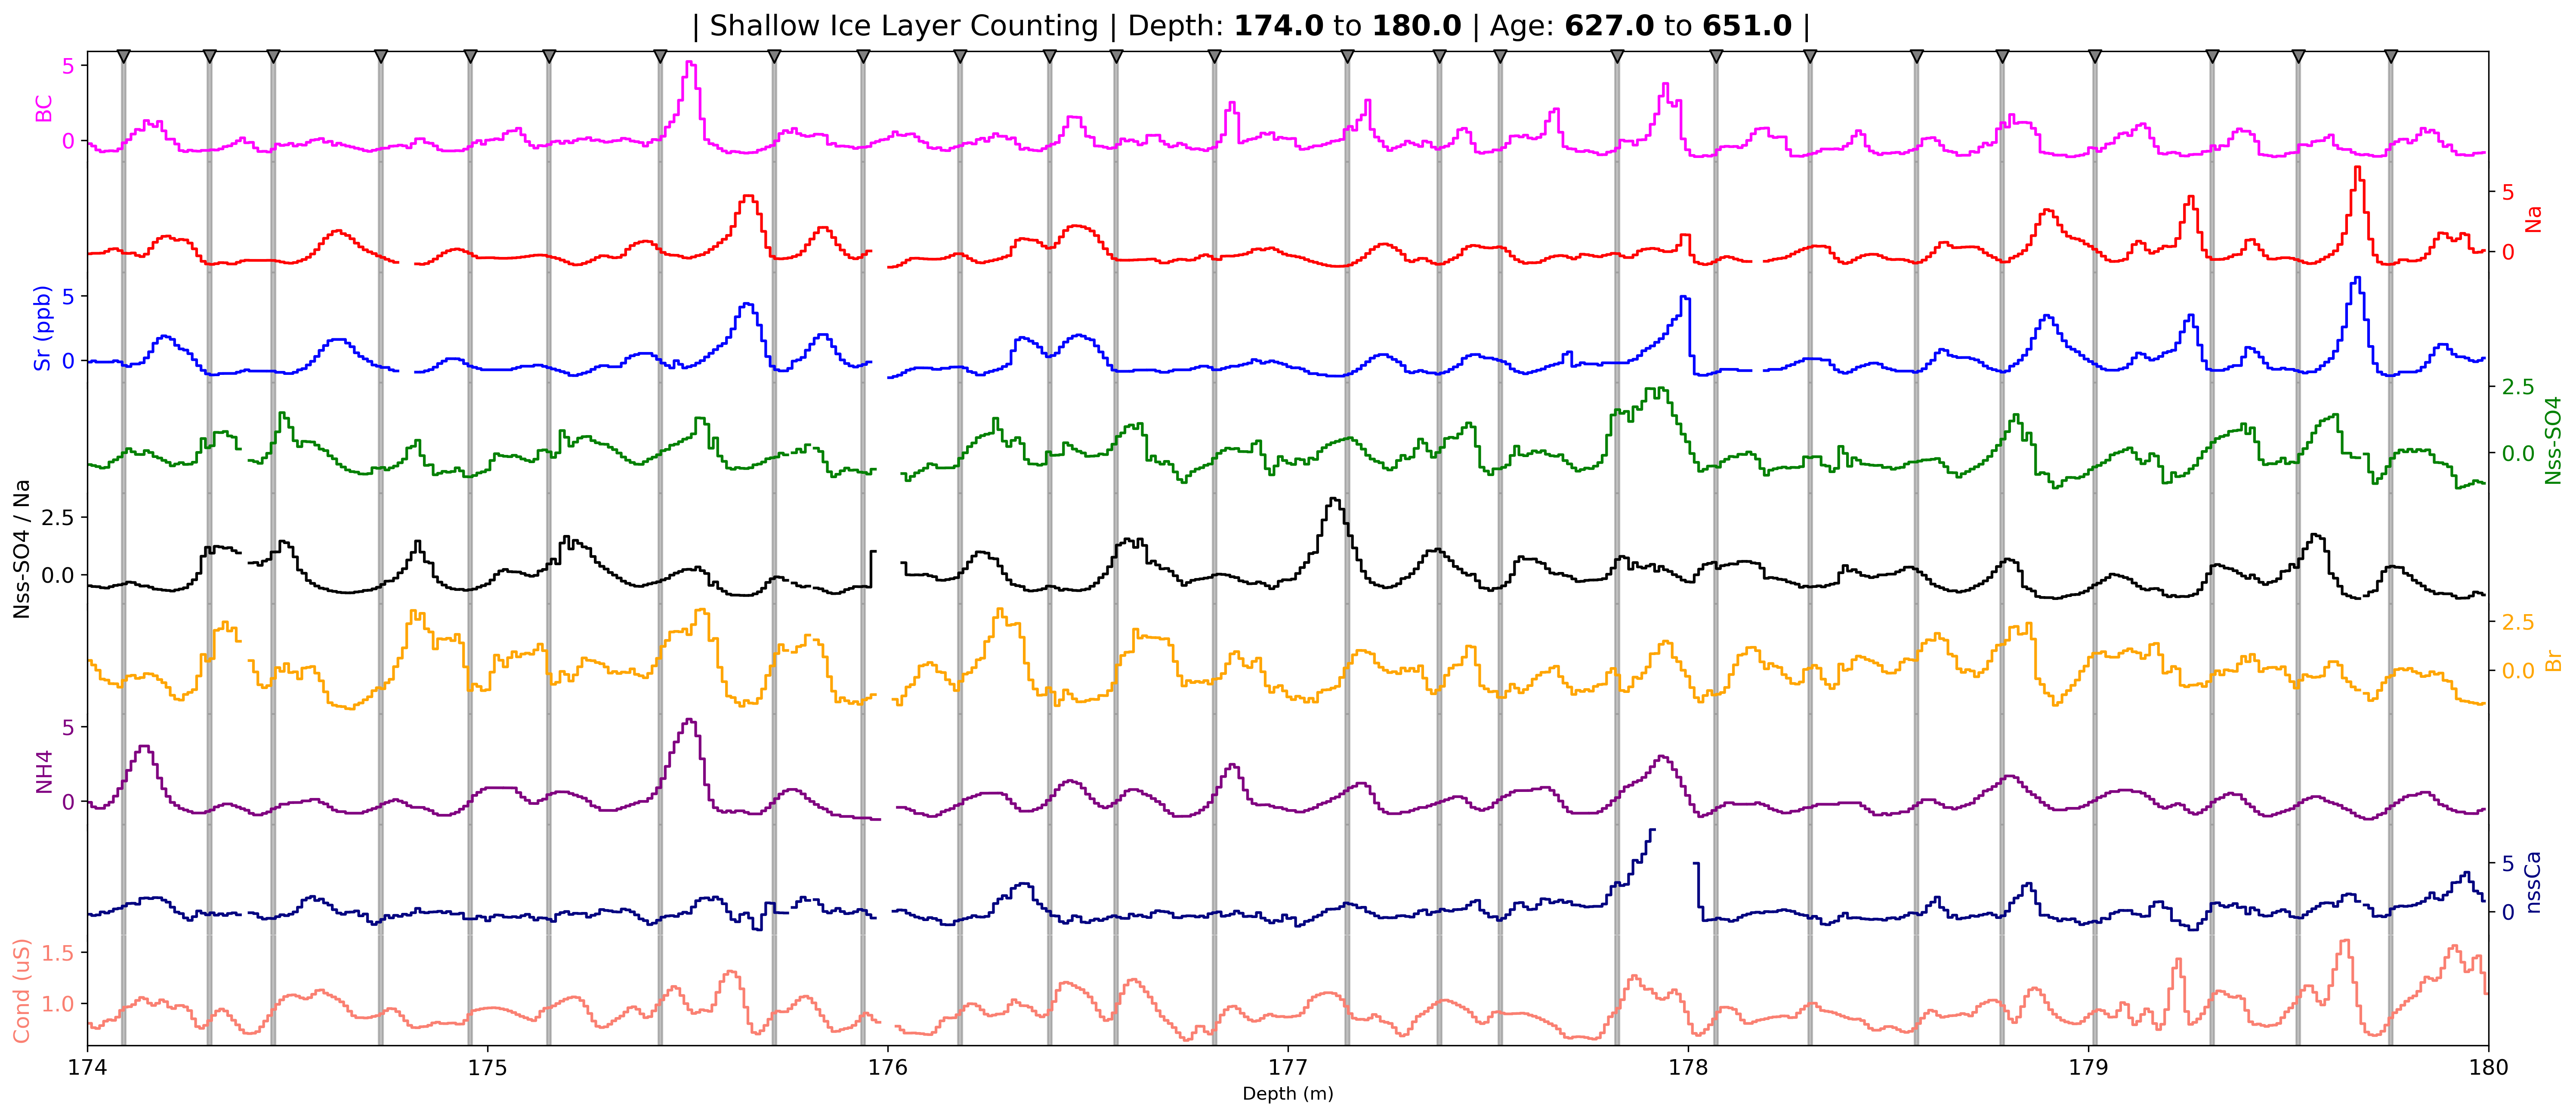 | Shallow Ice Layer Counting | Depth: 174.0 to 180.0 | Age: 627.0 to 651.0 |
5
0
BC
5
0
Na
5
0
Sr (ppb)
2.5
0.0
Nss-SO4
2.5
0.0
Nss-SO4 / Na
2.5
0.0
Br
5
0
NH4
5
0
nssCa
1.5
1.0
Cond (uS)
174 175 176 177 178 179 180
Depth (m)